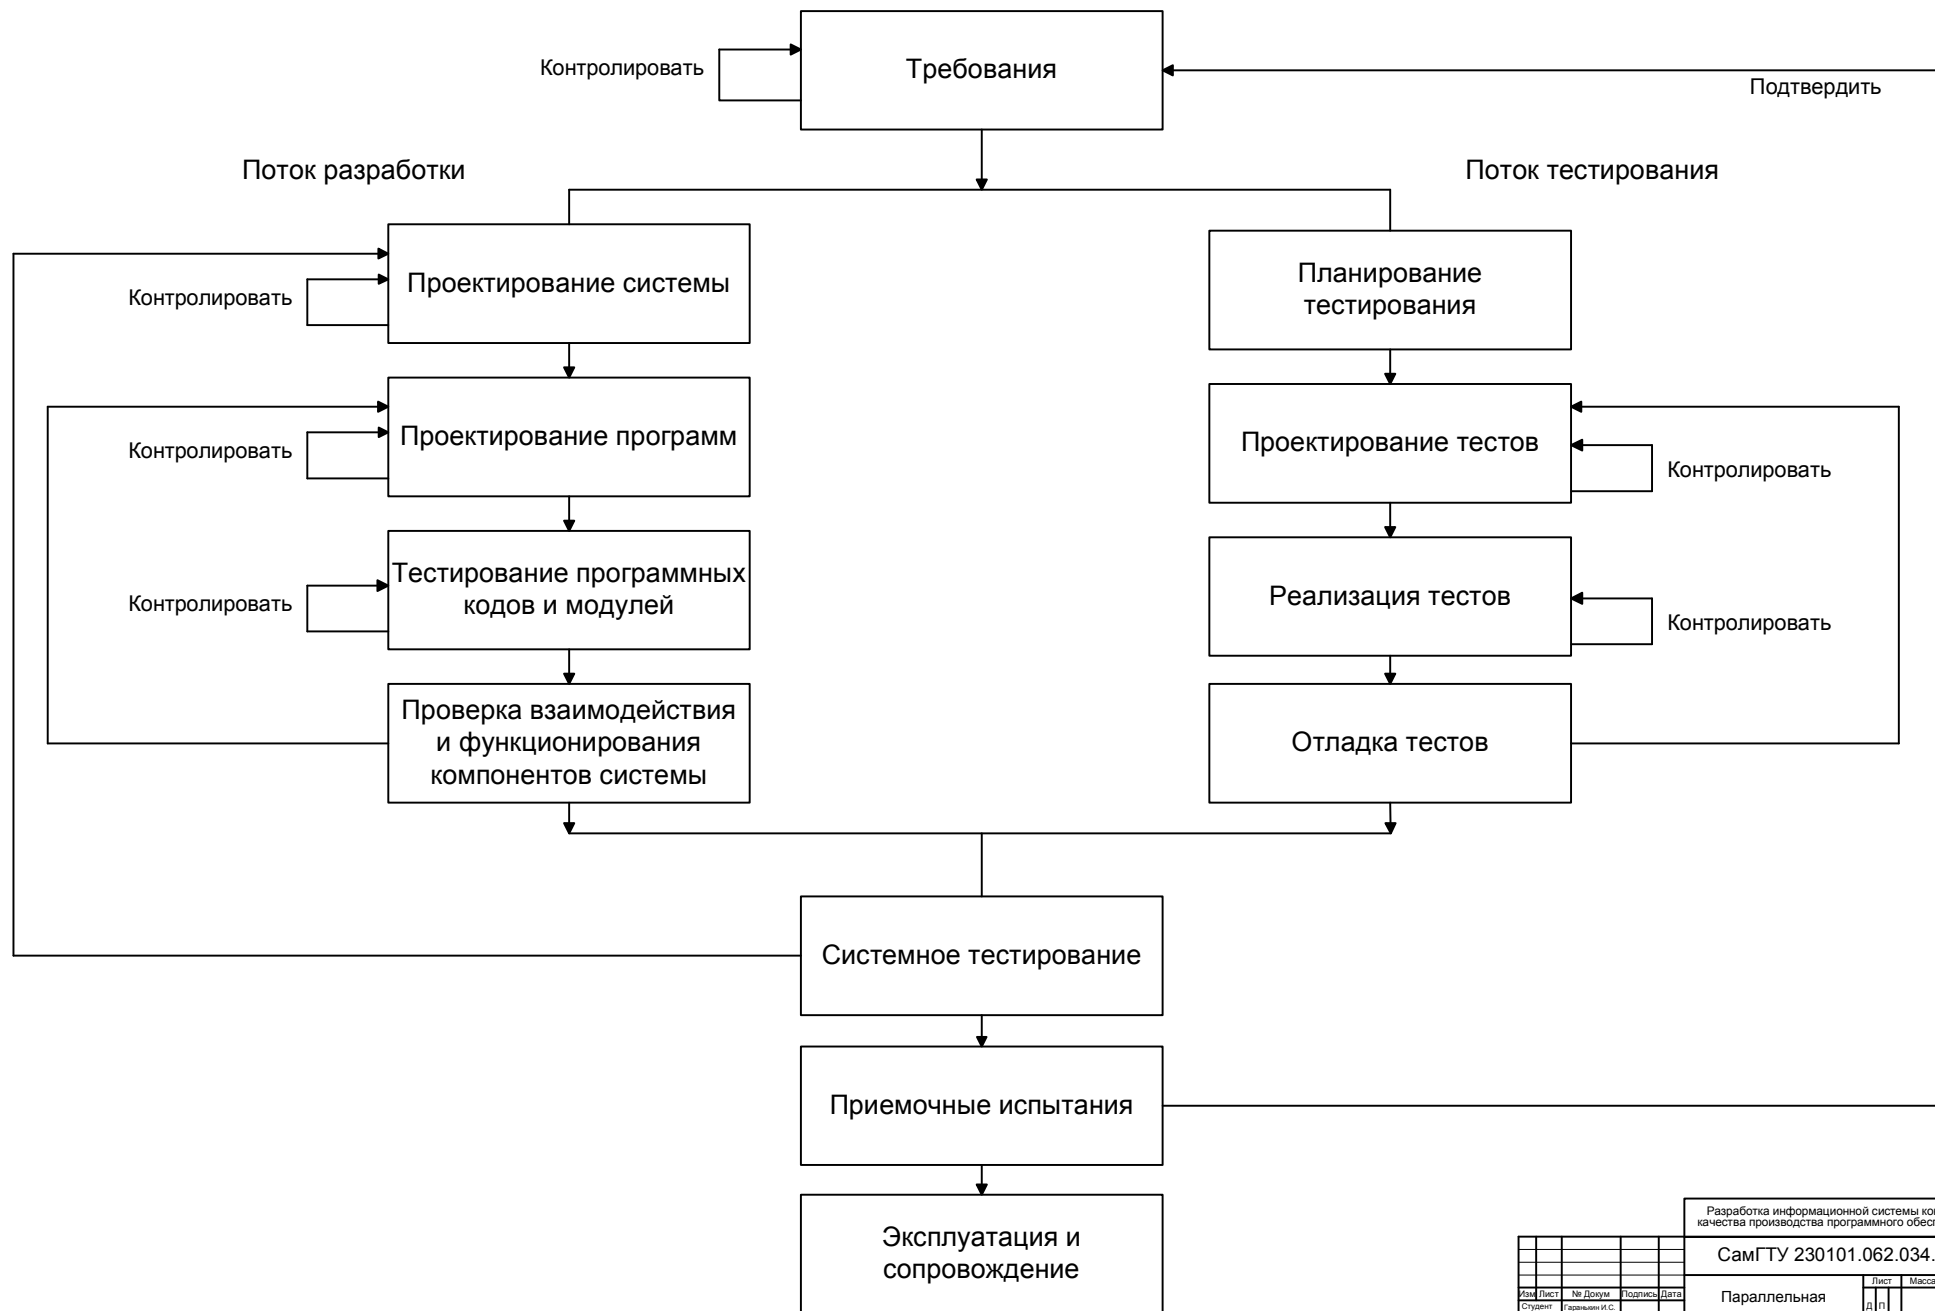 Требования
Контролировать
Подтвердить
Поток разработки
Поток тестирования
Проектирование системы
Контролировать
Планирование
тестирования
Проектирование программ
Контролировать
Проектирование тестов
Контролировать
Тестирование программных
кодов и модулей
Контролировать
Реализация тестов
Контролировать
Проверка взаимодействия
и функционирования
компонентов системы
Отладка тестов
Системное тестирование
Приемочные испытания
Эксплуатация и
сопровождение
Разработка информационной системы
качества производства программного
СамГТУ 230101.062.034.
Изм Лист № Докум Подпись Дата
Лист Масса
Параллельная
Студент Гаранькин И.С.
Д П